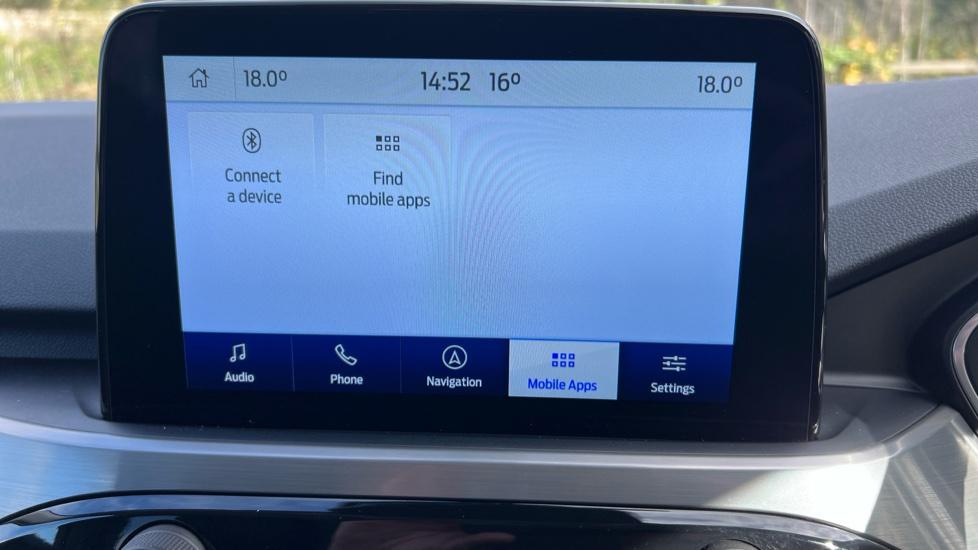 18.0° 14:52 16° 18.0°
Connect
a device
Find
mobile apps
Audio Phone Navigation Mobile Apps Settings